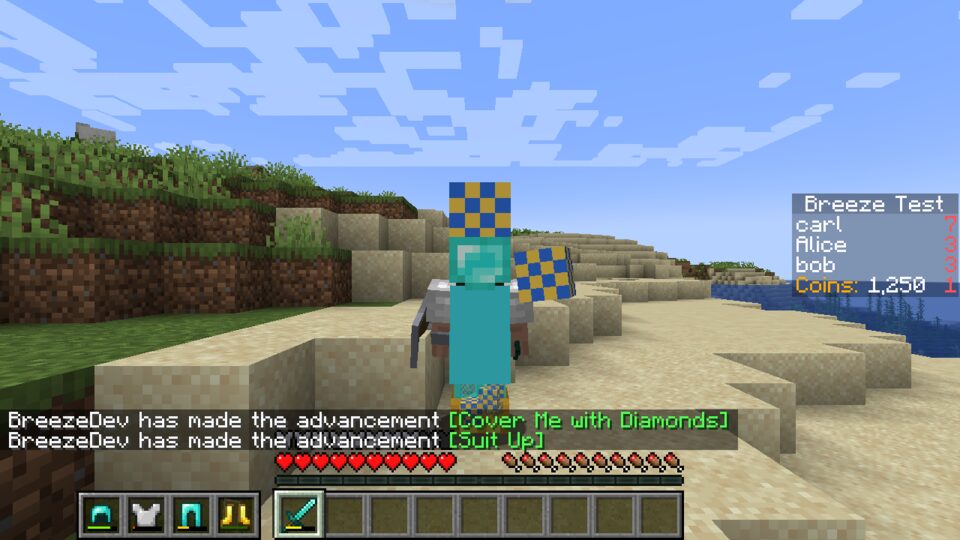 Breeze Test
carl 7
Alice 3
bob 3
Coins: 1,250 1
BreezeDev has made the advancement [Cover Me with Diamonds]
BreezeDev has made the advancement [Suit Up]